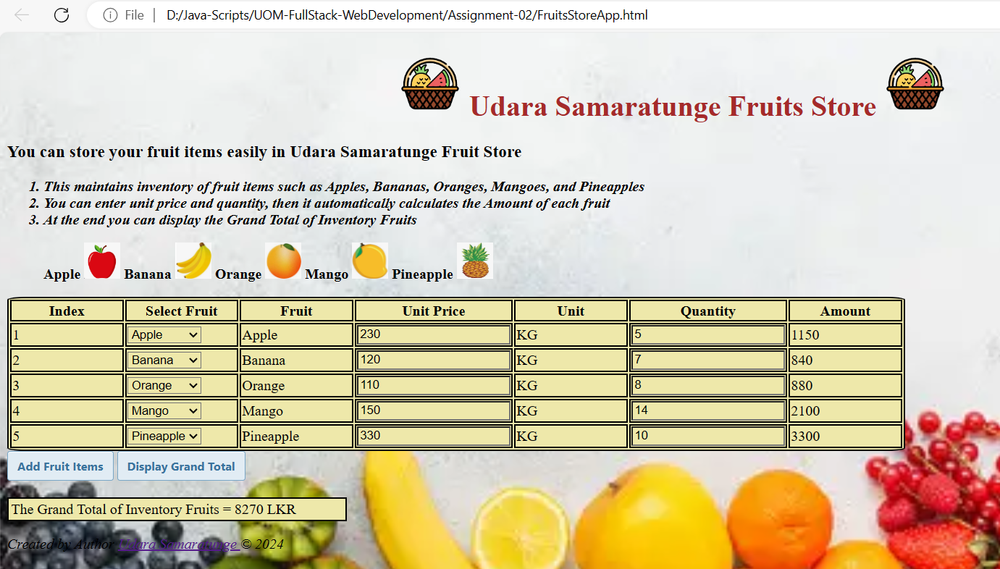 File | D:/Java-Scripts/UOM-FullStack-WebDevelopment/Assignment-02/FruitsStoreApp.html
Udara Samaratunge Fruits Store
You can store your fruit items easily in Udara Samaratunge Fruit Store
1. This maintains inventory of fruit items such as Apples, Bananas, Oranges, Mangoes, and Pineapples
2. You can enter unit price and quantity, then it automatically calculates the Amount of each fruit
3. At the end you can display the Grand Total of Inventory Fruits
Apple Banana Orange Mango Pineapple
Index Select Fruit Fruit Unit Price Unit Quantity Amount
1 Apple Apple 230 KG 5 1150
2 Banana Banana 120 KG 7 840
3 Orange Orange 110 KG 8 880
4 Mango Mango 150 KG 14 2100
5 Pineapple Pineapple 330 KG 10 3300
Add Fruit Items Display Grand Total
The Grand Total of Inventory Fruits = 8270 LKR
Created by Author Udara Samaratunge © 2024